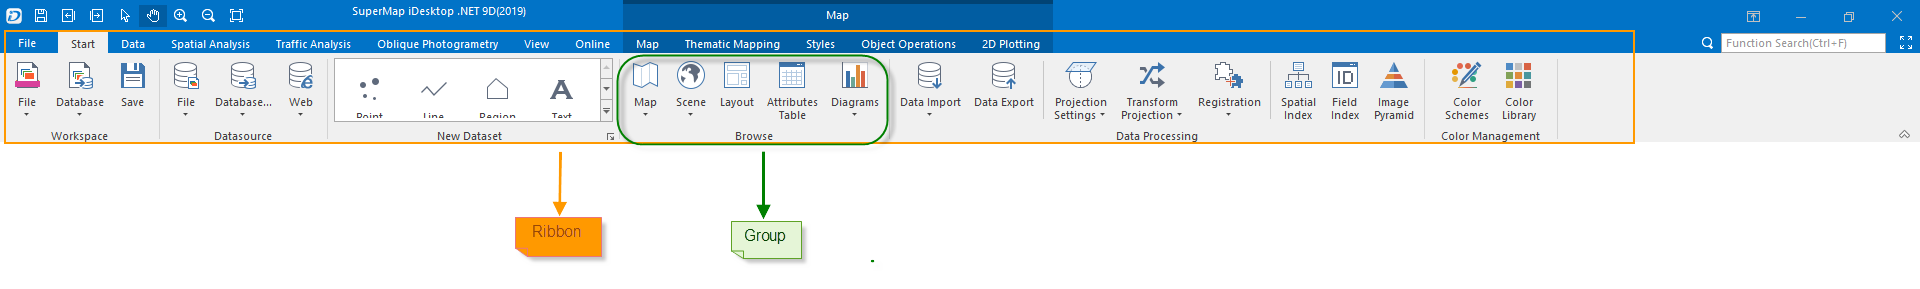 SuperMap iDesktop .NET 9D(2019)
Map
File Start Data Spatial Analysis Traffic Analysis Oblique Photogrametry View Online Map Thematic Mapping Styles Object Operations 2D Plotting
Function Search(Ctrl+F)
File Database Save
Workspace
File Database... Web
Datasource
Point Line Region Text
New Dataset
Map Scene Layout Attributes Table Diagrams
Browse
Data Import Data Export Projection Settings Transform Projection Registration Spatial Index Field Index Image Pyramid
Data Processing
Color Schemes Color Library
Color Management
Ribbon
Group